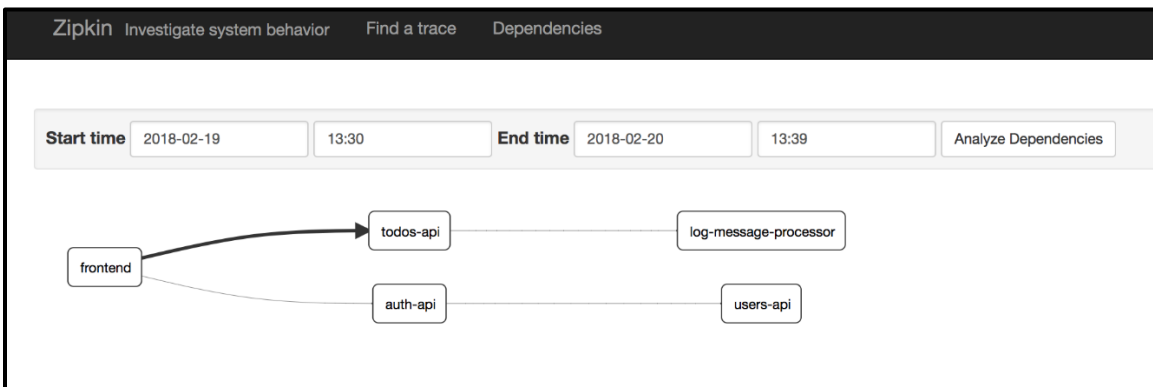 Zipkin Investigate system behavior Find a trace Dependencies
Start time 2018-02-19 13:30 End time 2018-02-20 13:39 Analyze Dependencies
todos-api log-message-processor
frontend
auth-api users-api